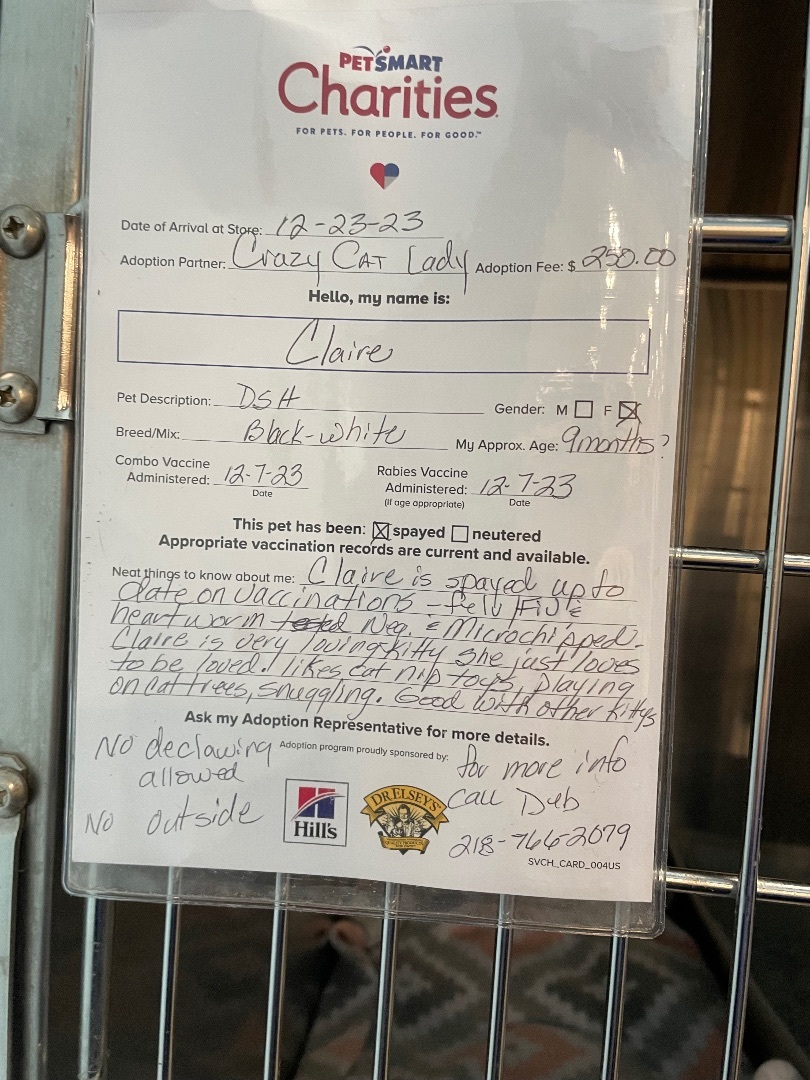 PETSMART
Charities
FOR PETS. FOR PEOPLE. FOR GOOD.™
Date of Arrival at Store: 12-23-23
Adoption Partner: Crazy CAT Lady Adoption Fee: $ 250.00
Hello, my name is:
Claire
Pet Description: DSH Gender: M F
Breed/Mix: Black-white My Approx. Age: 9 months?
Combo Vaccine Administered: 12-7-23 Date
Rabies Vaccine Administered: 12-7-23 (if age appropriate) Date
This pet has been: spayed neutered
Appropriate vaccination records are current and available.
Neat things to know about me: Claire is spayed up to
date on vaccinations - felv/FIV &
heartworm tested Neg. & Microchipped.
Claire is very loving kitty she just loves
to be loved. likes cat nip toys, playing
on cat trees, snuggling. Good with other kittys
Ask my Adoption Representative for more details.
No declawing allowed
No outside
Adoption program proudly sponsored by:
Hill's
DR. ELSEY'S
for more info
call Deb
218-766-2079
SVCH_CARD_004US